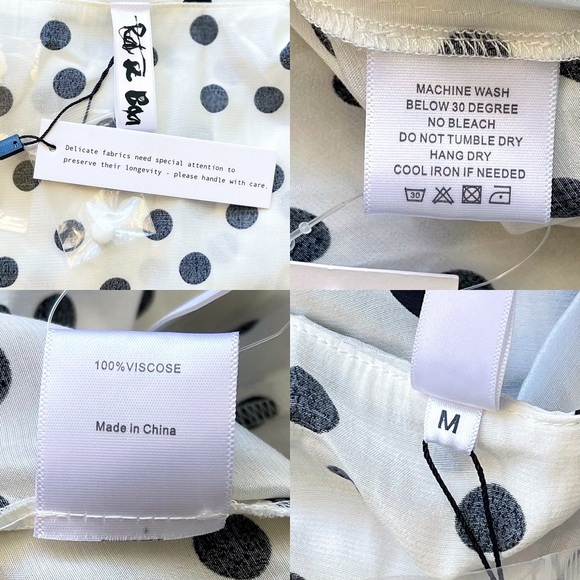 Delicate fabrics need special attention to
preserve their longevity - please handle with care.
MACHINE WASH
BELOW 30 DEGREE
NO BLEACH
DO NOT TUMBLE DRY
HANG DRY
COOL IRON IF NEEDED
30
100%VISCOSE
Made in China
M